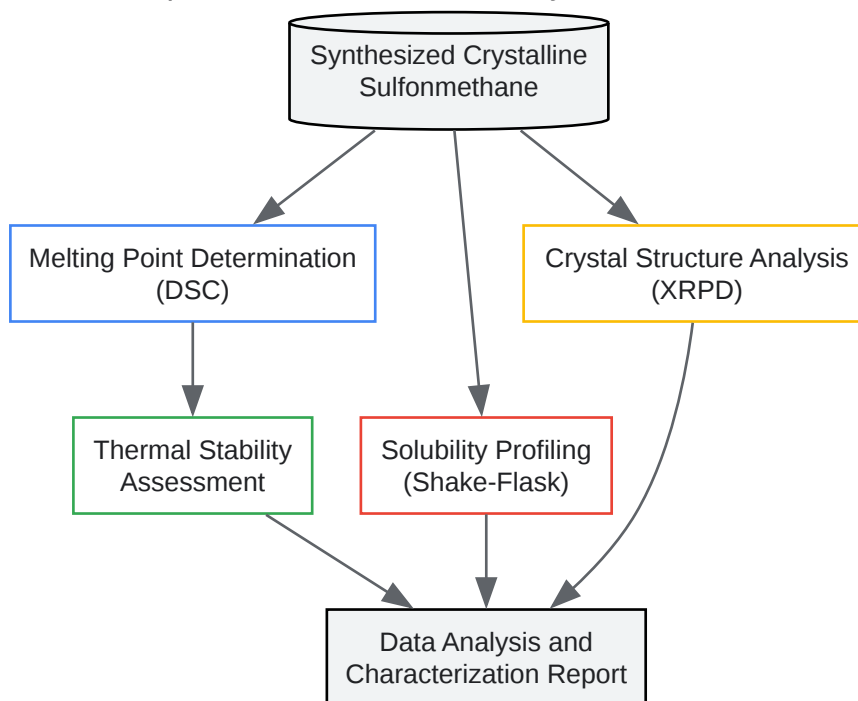 Synthesized Crystalline
Sulfonmethane
Melting Point Determination
(DSC)
Crystal Structure Analysis
(XRPD)
Thermal Stability
Assessment
Solubility Profiling
(Shake-Flask)
Data Analysis and
Characterization Report